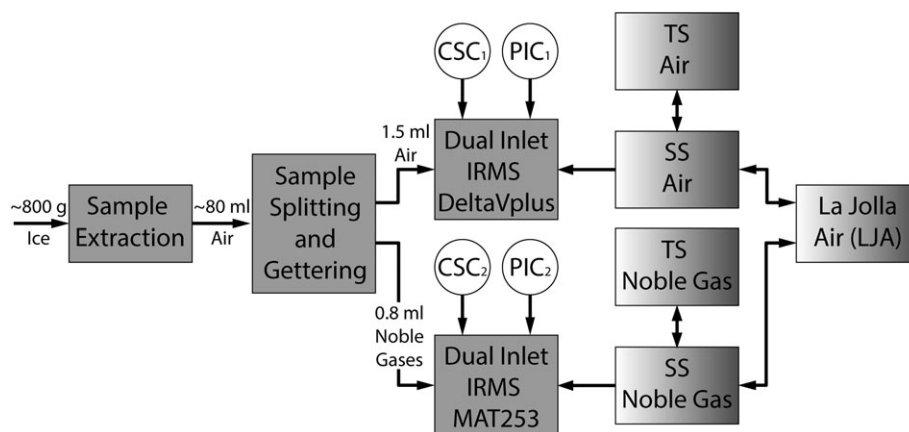 ~800 g
Ice
Sample
Extraction
~80 ml
Air
Sample
Splitting
and
Gettering
1.5 ml
Air
0.8 ml
Noble
Gases
CSC₁
PIC₁
Dual Inlet
IRMS
DeltaVplus
CSC₂
PIC₂
Dual Inlet
IRMS
MAT253
TS
Air
SS
Air
TS
Noble Gas
SS
Noble Gas
La Jolla
Air (LJA)